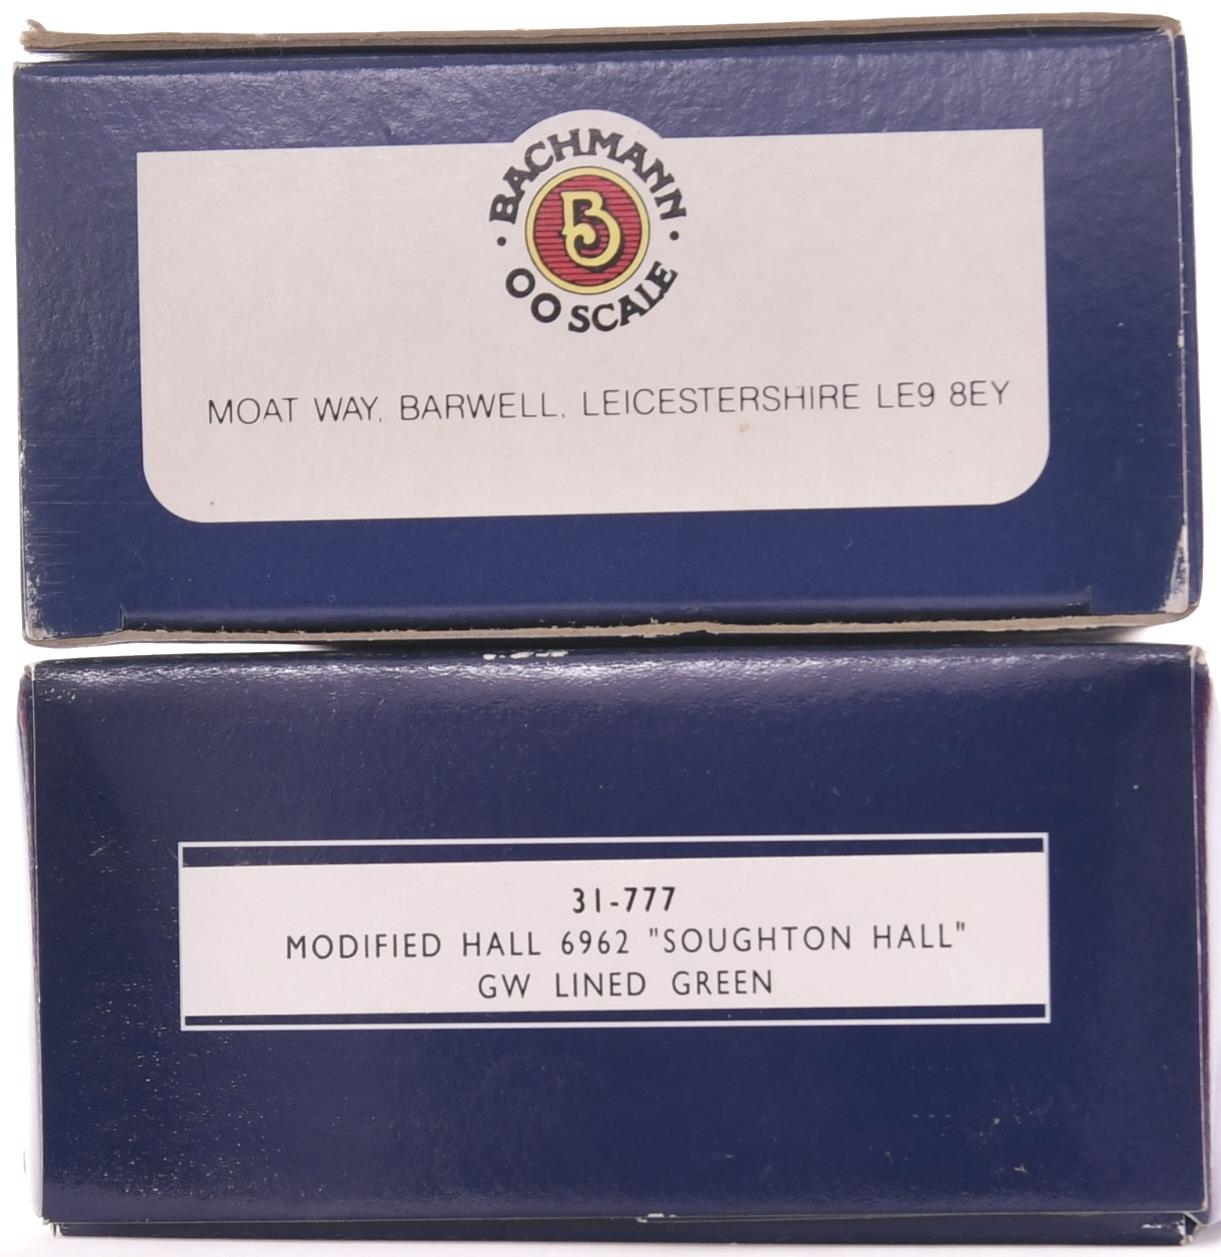 BACHMANN
B
OO SCALE
MOAT WAY, BARWELL, LEICESTERSHIRE LE9 8EY
31-777
MODIFIED HALL 6962 "SOUGHTON HALL"
GW LINED GREEN